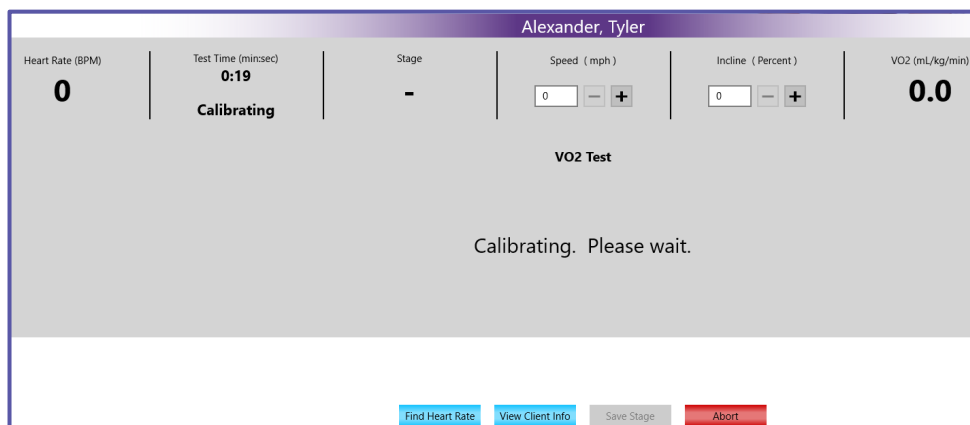 Alexander, Tyler
Heart Rate (BPM)
0
Test Time (min:sec)
0:19
Calibrating
Stage
-
Speed ( mph )
0 − +
Incline ( Percent )
0 − +
VO2 (mL/kg/min)
0.0
VO2 Test
Calibrating. Please wait.
Find Heart Rate
View Client Info
Save Stage
Abort